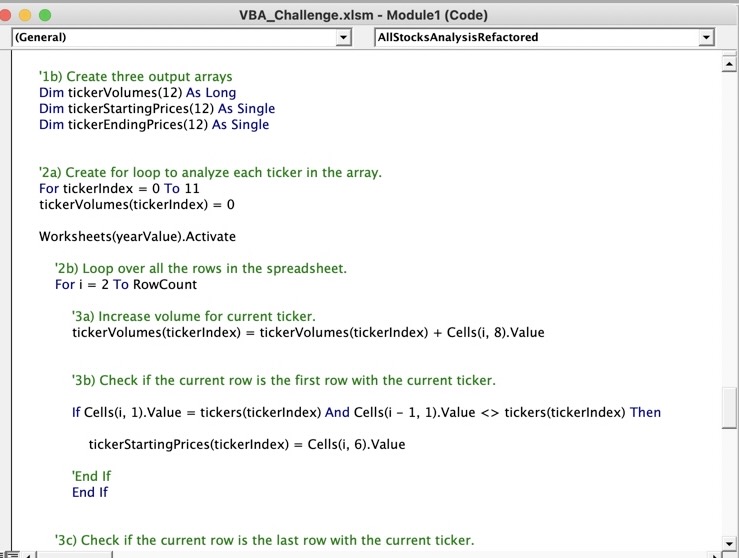 VBA_Challenge.xlsm - Module1 (Code)
(General)
AllStocksAnalysisRefactored
'1b) Create three output arrays
Dim tickerVolumes(12) As Long
Dim tickerStartingPrices(12) As Single
Dim tickerEndingPrices(12) As Single
'2a) Create for loop to analyze each ticker in the array.
For tickerIndex = 0 To 11
tickerVolumes(tickerIndex) = 0
Worksheets(yearValue).Activate
'2b) Loop over all the rows in the spreadsheet.
For i = 2 To RowCount
'3a) Increase volume for current ticker.
tickerVolumes(tickerIndex) = tickerVolumes(tickerIndex) + Cells(i, 8).Value
'3b) Check if the current row is the first row with the current ticker.
If Cells(i, 1).Value = tickers(tickerIndex) And Cells(i - 1, 1).Value <> tickers(tickerIndex) Then
tickerStartingPrices(tickerIndex) = Cells(i, 6).Value
'End If
End If
'3c) Check if the current row is the last row with the current ticker.